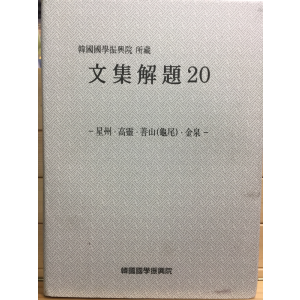 韓國國學振興院 所藏
文集解題 20
- 星州 · 高靈 · 善山(龜尾) · 金泉 -
韓國國學振興院